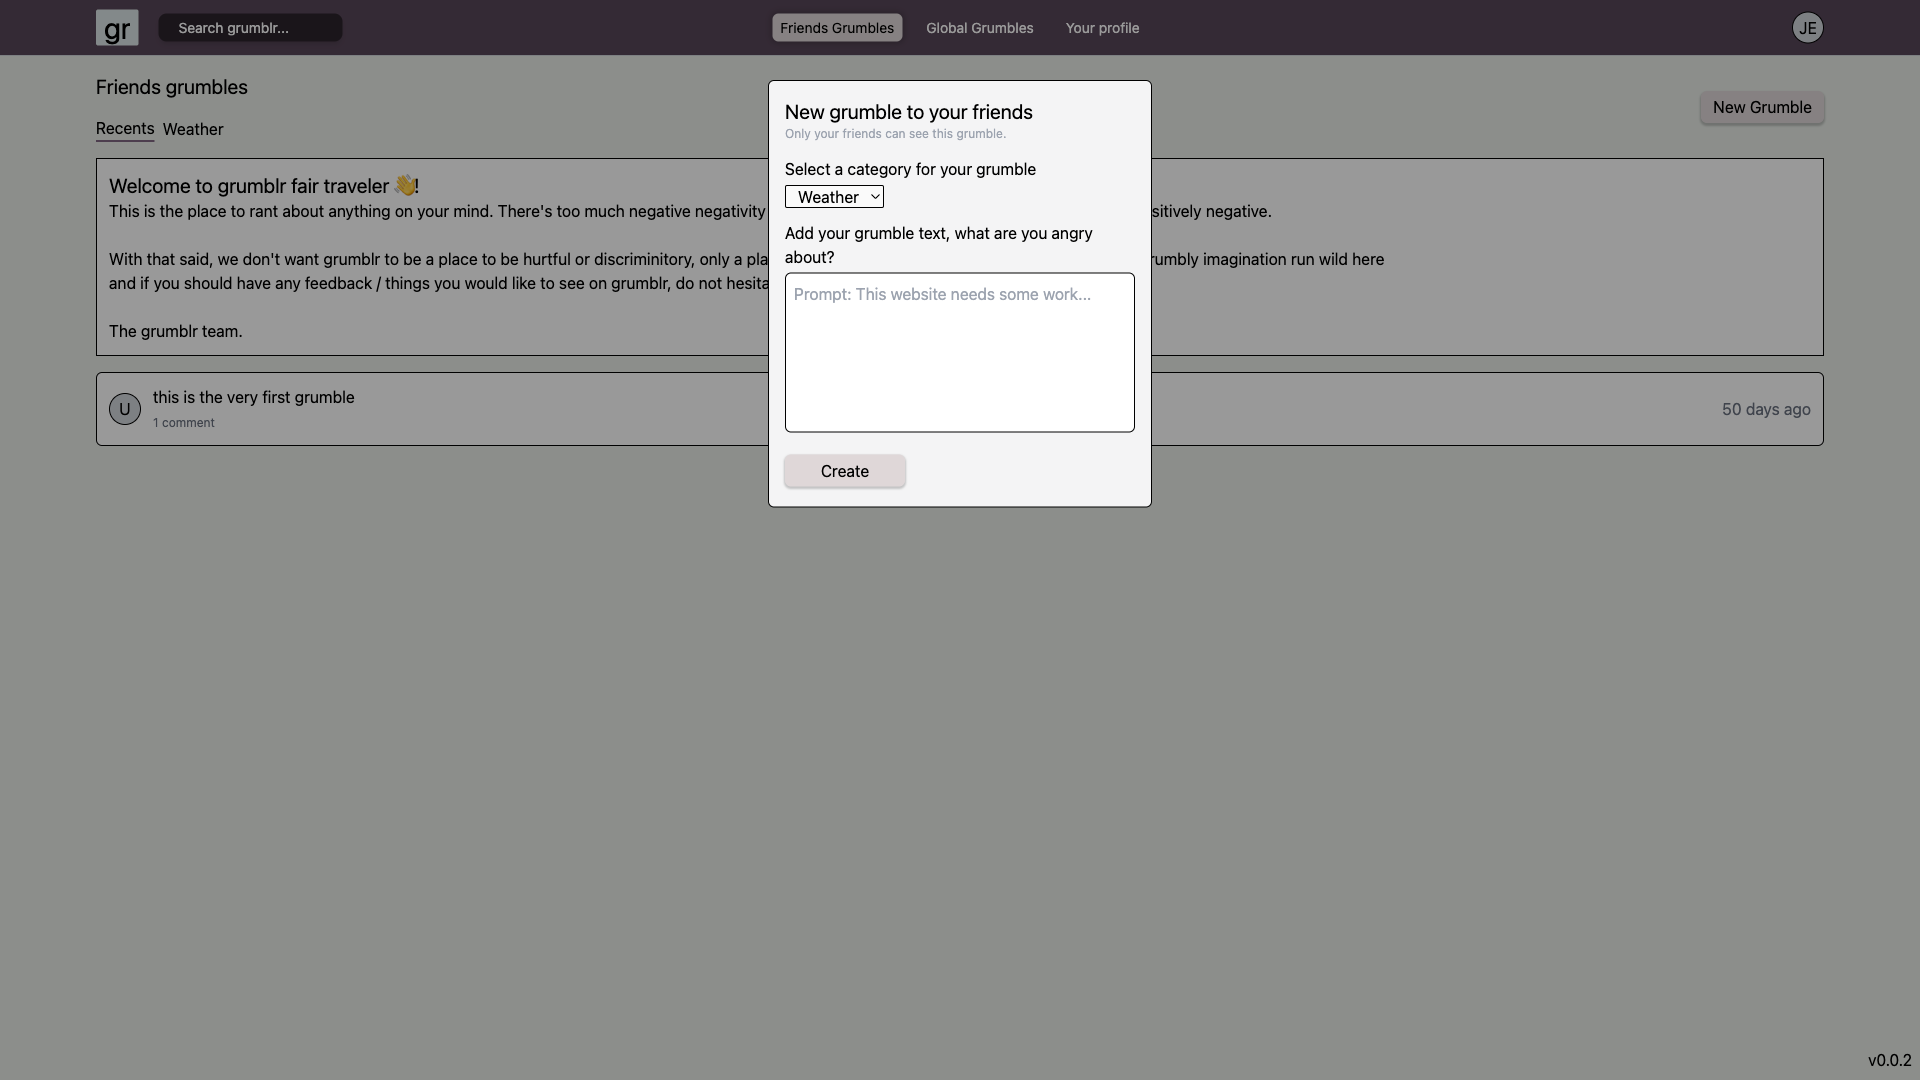 gr
Search grumblr...
Friends Grumbles
Global Grumbles
Your profile
JE
Friends grumbles
New Grumble
Recents
Weather
Welcome to grumblr fair traveler 👋!
This is the place to rant about anything on your mind. There's too much negative negativity
sitively negative.
With that said, we don't want grumblr to be a place to be hurtful or discriminitory, only a pla
rumbly imagination run wild here
and if you should have any feedback / things you would like to see on grumblr, do not hesita
The grumblr team.
U
this is the very first grumble
1 comment
50 days ago
New grumble to your friends
Only your friends can see this grumble.
Select a category for your grumble
Weather
Add your grumble text, what are you angry
about?
Prompt: This website needs some work...
Create
v0.0.2